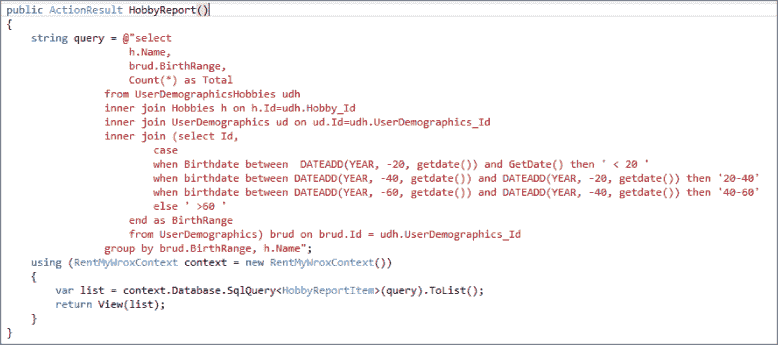 public ActionResult HobbyReport()
{
    string query = @"select
                h.Name,
                brud.BirthRange,
                Count(*) as Total
            from UserDemographicsHobbies udh
            inner join Hobbies h on h.Id=udh.Hobby_Id
            inner join UserDemographics ud on ud.Id=udh.UserDemographics_Id
            inner join (select Id,
                    case
                    when Birthdate between  DATEADD(YEAR, -20, getdate()) and GetDate() then ' < 20 '
                    when birthdate between DATEADD(YEAR, -40, getdate()) and DATEADD(YEAR, -20, getdate()) then '20-40'
                    when birthdate between DATEADD(YEAR, -60, getdate()) and DATEADD(YEAR, -40, getdate()) then '40-60'
                    else ' >60 '
                end as BirthRange
                from UserDemographics) brud on brud.Id = udh.UserDemographics_Id
            group by brud.BirthRange, h.Name";
    using (RentMyWroxContext context = new RentMyWroxContext())
    {
        var list = context.Database.SqlQuery<HobbyReportItem>(query).ToList();
        return View(list);
    }
}